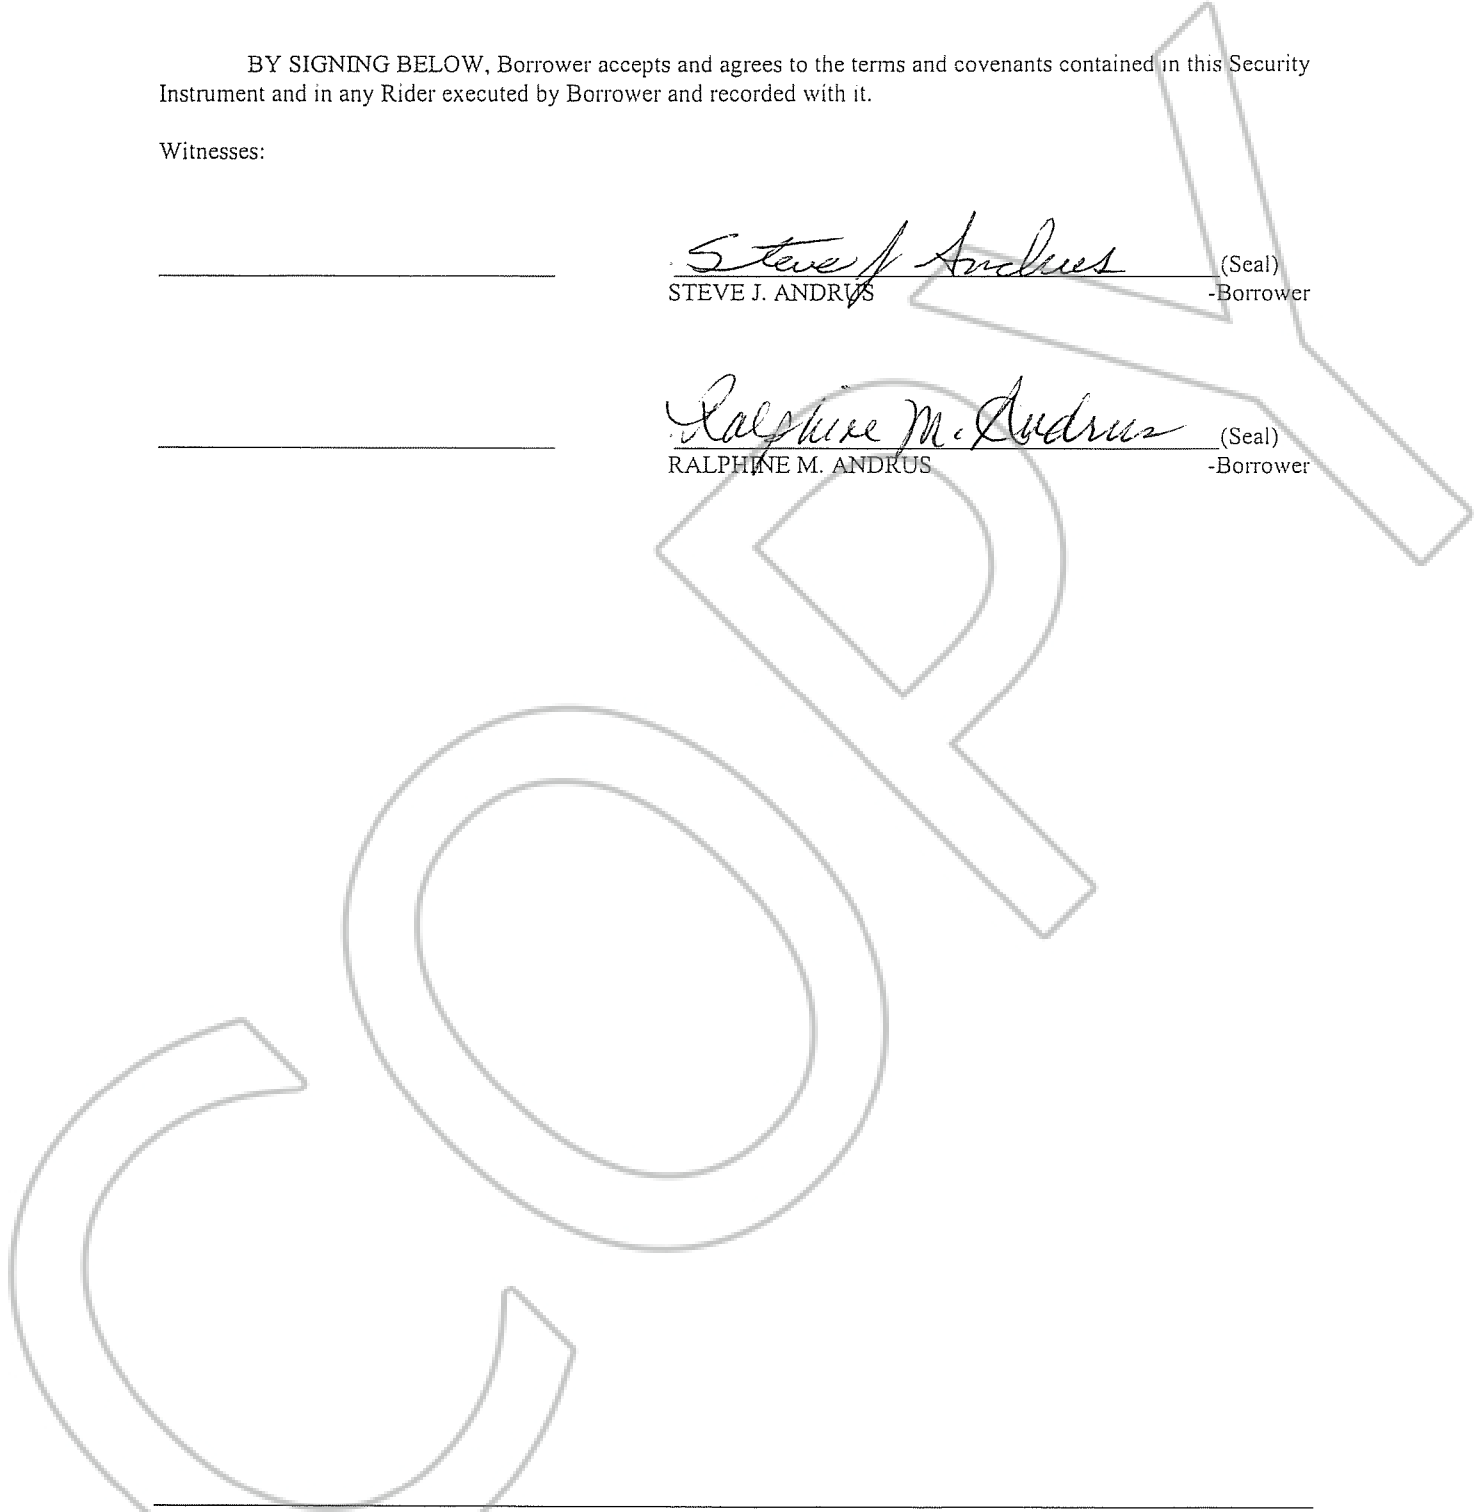 BY SIGNING BELOW, Borrower accepts and agrees to the terms and covenants contained in this Security
Instrument and in any Rider executed by Borrower and recorded with it.
Witnesses:
Steve J Andrus (Seal)
STEVE J. ANDRUS -Borrower
Ralphine M. Andrus (Seal)
RALPHINE M. ANDRUS -Borrower
COPY